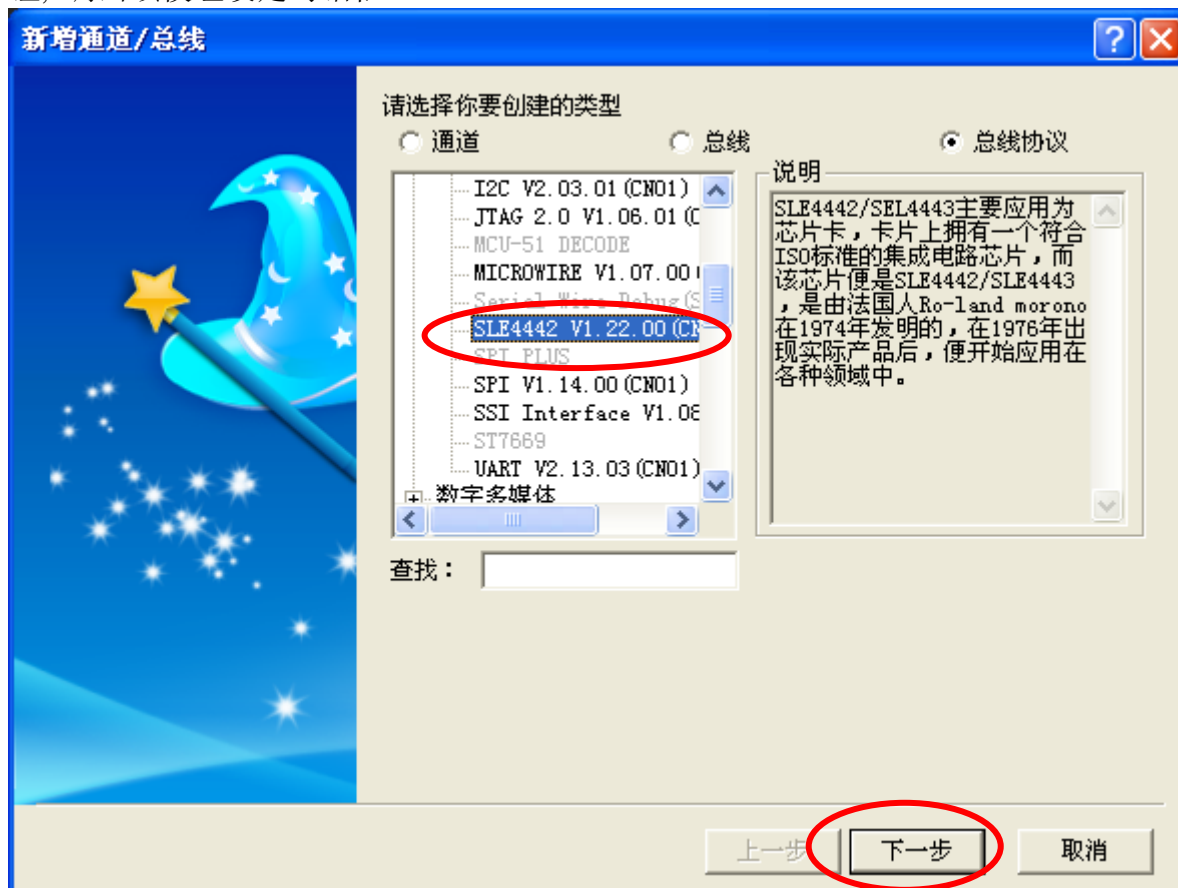 新增通道/总线
请选择你要创建的类型
通道
总线
总线协议
I2C V2.03.01(CN01)
JTAG 2.0 V1.06.01(C
MCU-51 DECODE
MICROWIRE V1.07.00(
Serial Wire Debug(S
SLE4442 V1.22.00(CN
SPI PLUS
SPI V1.14.00(CN01)
SSI Interface V1.08
ST7669
UART V2.13.03(CN01)
数字多媒体
说明
SLE4442/SEL4443主要应用为
芯片卡，卡片上拥有一个符合
ISO标准的集成电路芯片，而
该芯片便是SLE4442/SLE4443
，是由法国人Ro-land morono
在1974年发明的，在1976年出
现实际产品后，便开始应用在
各种领域中。
查找：
上一步
下一步
取消